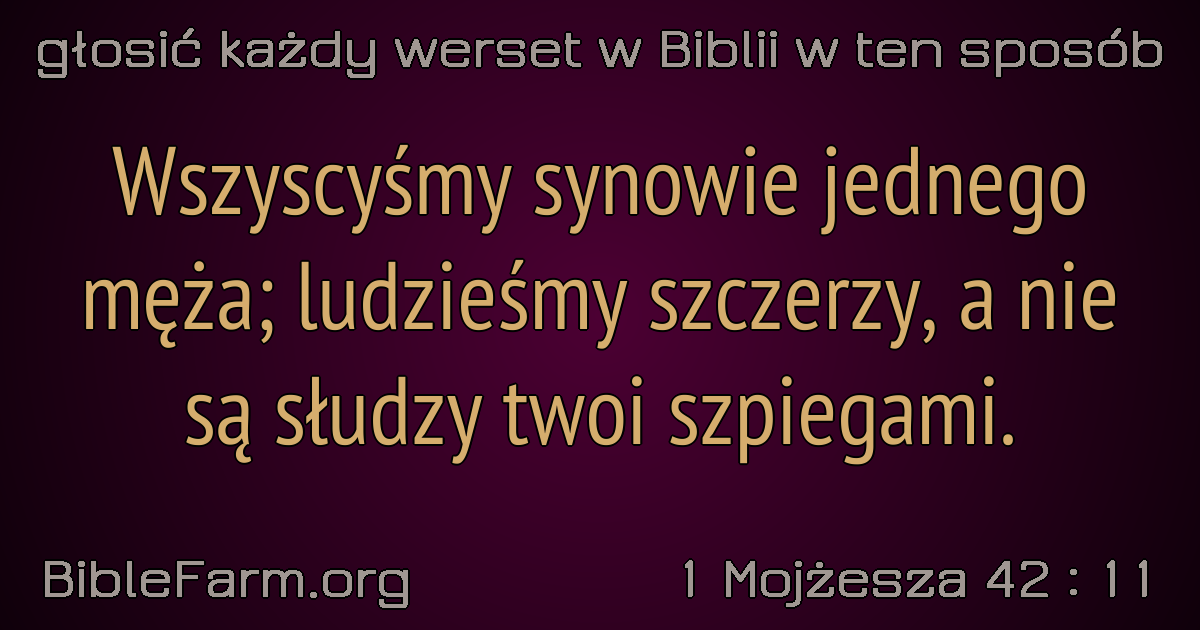 głosić każdy werset w Biblii w ten sposób
Wszyscyśmy synowie jednego
męża; ludzieśmy szczerzy, a nie
są słudzy twoi szpiegami.
BibleFarm.org
1 Mojżesza 42 : 11